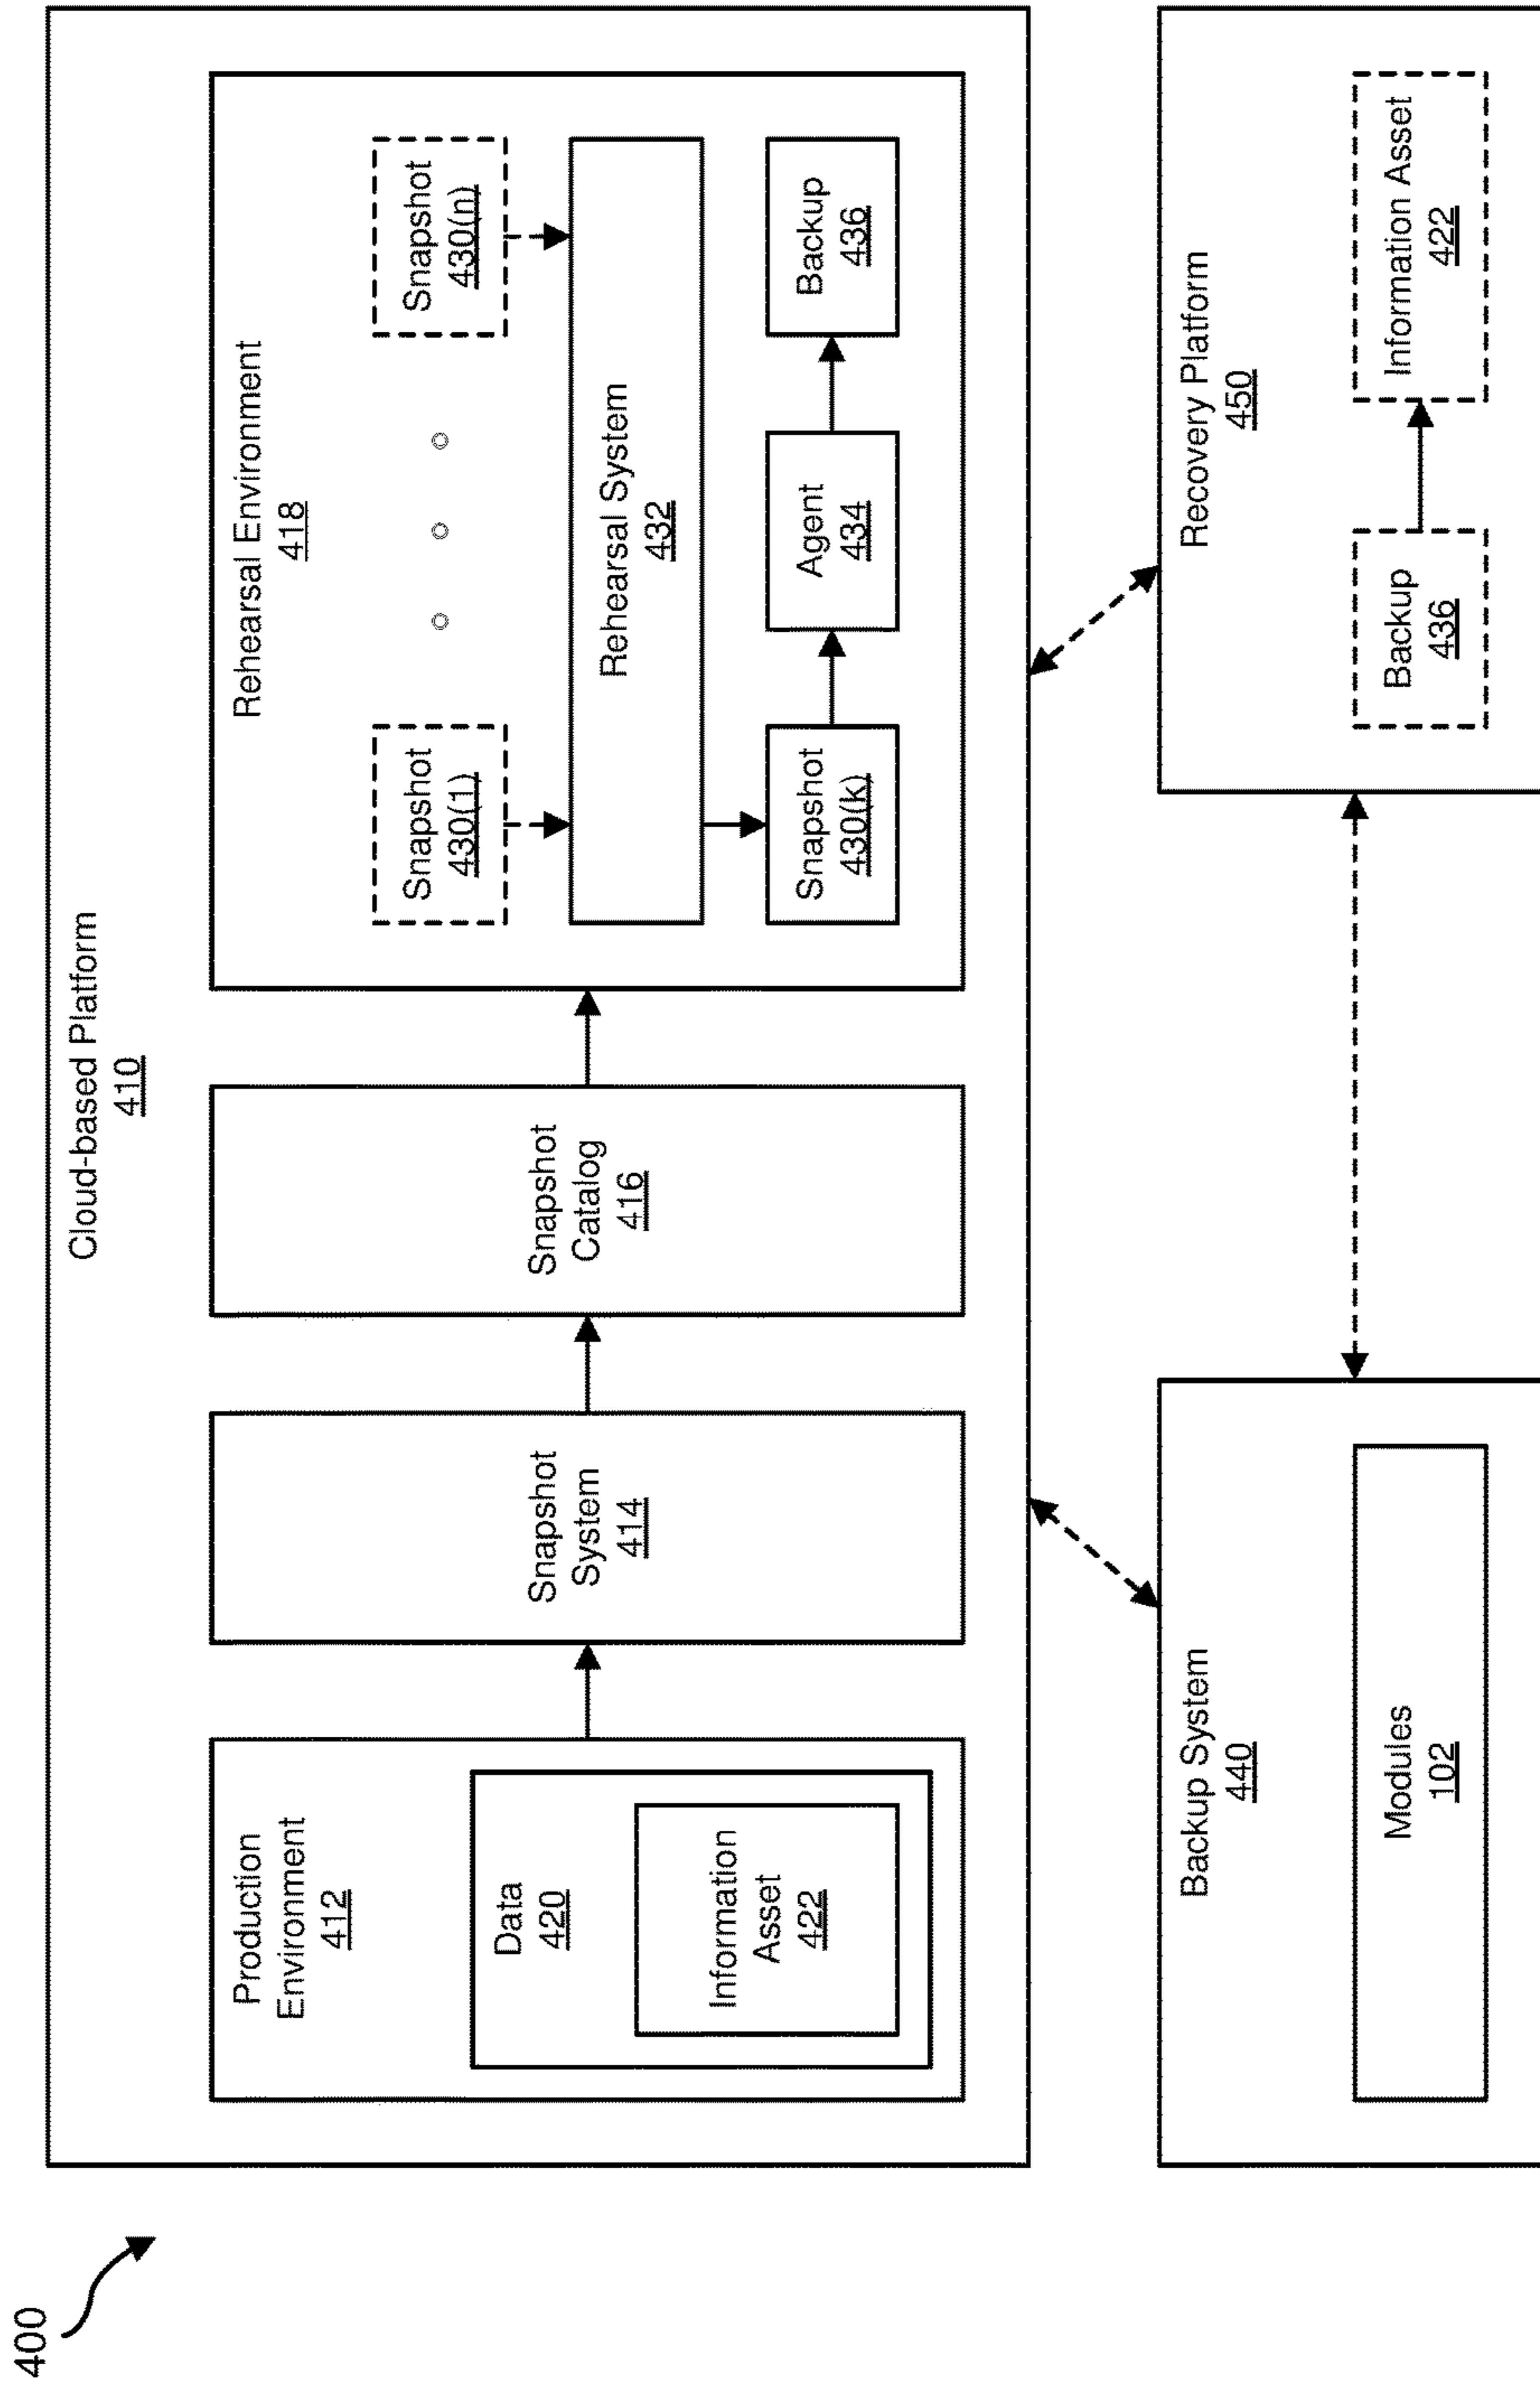 400
Cloud-based Platform
410
Production
Environment
412
Data
420
Information
Asset
422
Snapshot
System
414
Snapshot
Catalog
416
Rehearsal Environment
418
Snapshot
430(1)
Snapshot
430(n)
Rehearsal System
432
Snapshot
430(k)
Agent
434
Backup
436
Backup System
440
Modules
102
Recovery Platform
450
Backup
436
Information Asset
422